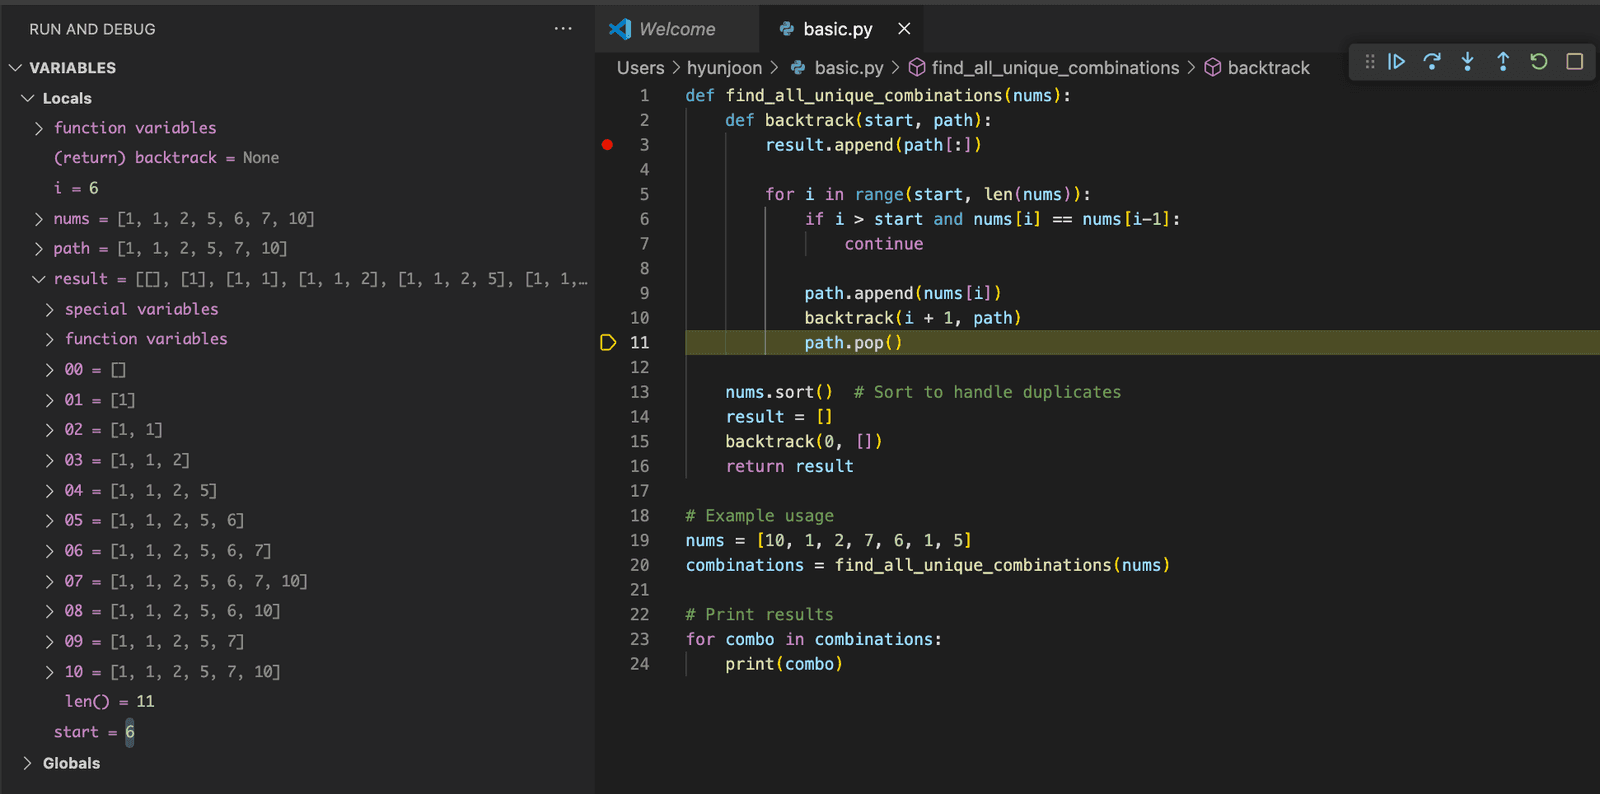 RUN AND DEBUG
...
VARIABLES
Locals
function variables
(return) backtrack = None
i = 6
nums = [1, 1, 2, 5, 6, 7, 10]
path = [1, 1, 2, 5, 7, 10]
result = [[], [1], [1, 1], [1, 1, 2], [1, 1, 2, 5], [1, 1,…
special variables
function variables
00 = []
01 = [1]
02 = [1, 1]
03 = [1, 1, 2]
04 = [1, 1, 2, 5]
05 = [1, 1, 2, 5, 6]
06 = [1, 1, 2, 5, 6, 7]
07 = [1, 1, 2, 5, 6, 7, 10]
08 = [1, 1, 2, 5, 6, 10]
09 = [1, 1, 2, 5, 7]
10 = [1, 1, 2, 5, 7, 10]
len() = 11
start = 6
Globals
Welcome
basic.py
Users > hyunjoon > basic.py > find_all_unique_combinations > backtrack
1 def find_all_unique_combinations(nums):
2     def backtrack(start, path):
3         result.append(path[:])
4
5         for i in range(start, len(nums)):
6             if i > start and nums[i] == nums[i-1]:
7                 continue
8
9             path.append(nums[i])
10             backtrack(i + 1, path)
11             path.pop()
12
13     nums.sort()  # Sort to handle duplicates
14     result = []
15     backtrack(0, [])
16     return result
17
18 # Example usage
19 nums = [10, 1, 2, 7, 6, 1, 5]
20 combinations = find_all_unique_combinations(nums)
21
22 # Print results
23 for combo in combinations:
24     print(combo)